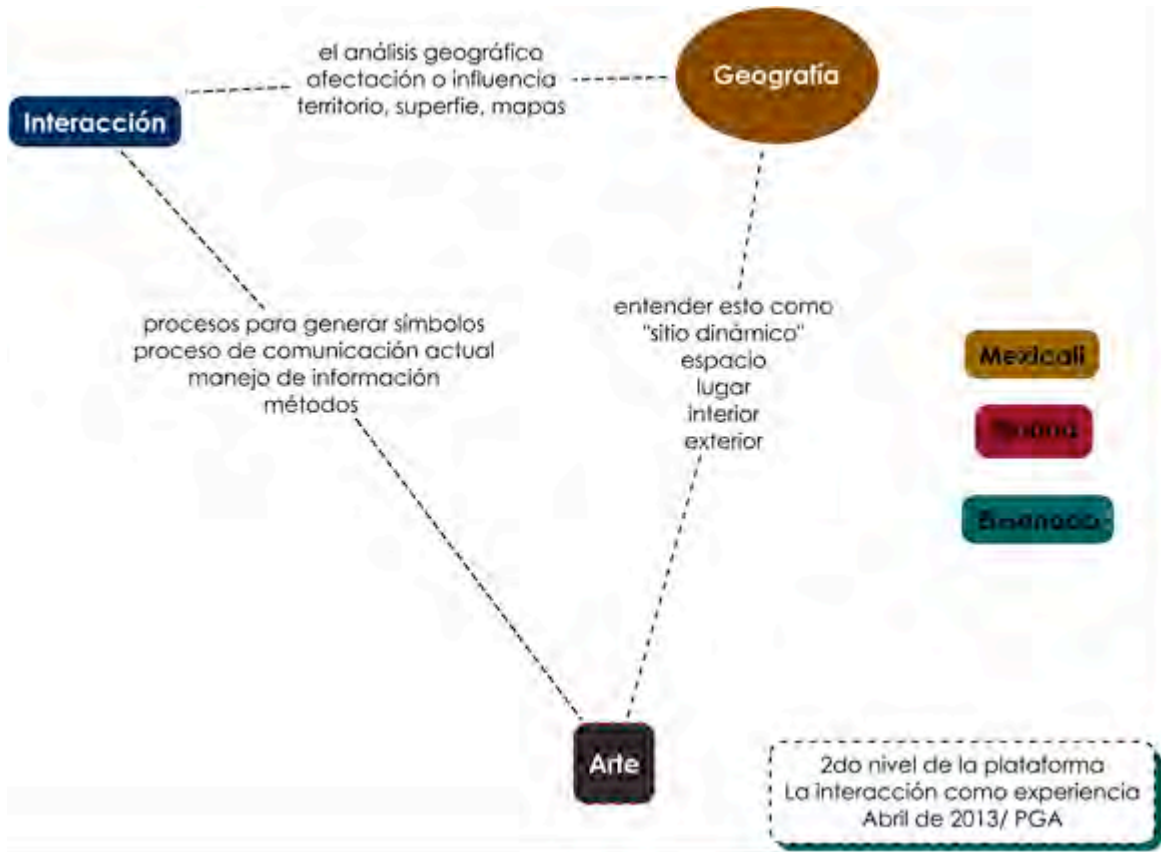 el análisis geográfico
afectación o influencia
territorio, superfie, mapas
Geografía
Interacción
procesos para generar símbolos
proceso de comunicación actual
manejo de información
métodos
entender esto como
"sitio dinámico"
espacio
lugar
interior
exterior
Mexicali
Arte
2do nivel de la plataforma
La interacción como experiencia
Abril de 2013/ PGA